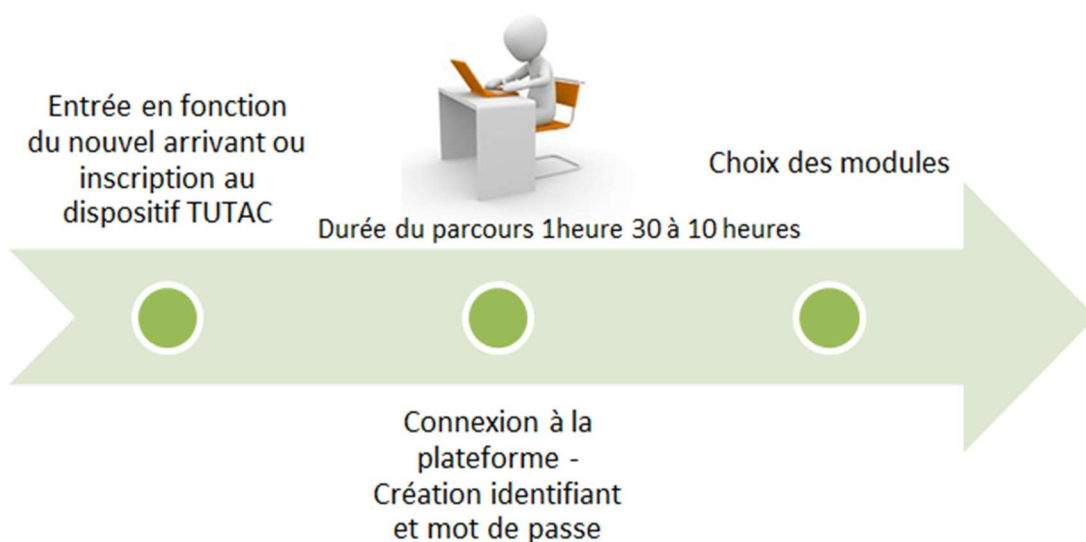 Entrée en fonction
du nouvel arrivant ou
inscription au
dispositif TUTAC
Durée du parcours 1heure 30 à 10 heures
Connexion à la
plateforme -
Création identifiant
et mot de passe
Choix des modules